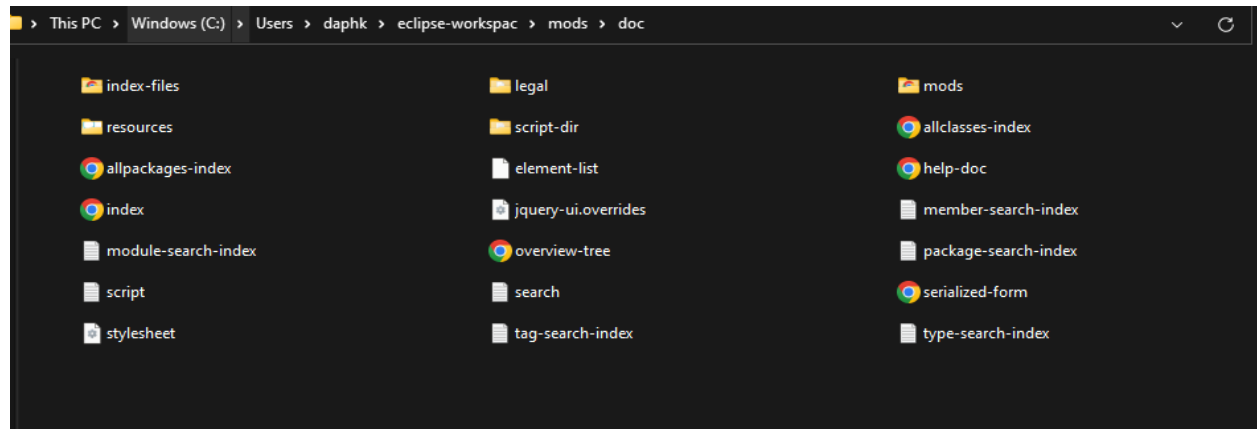 This PC > Windows (C:) > Users > daphk > eclipse-workspac > mods > doc
index-files legal mods
resources script-dir allclasses-index
allpackages-index element-list help-doc
index jquery-ui.overrides member-search-index
module-search-index overview-tree package-search-index
script search serialized-form
stylesheet tag-search-index type-search-index